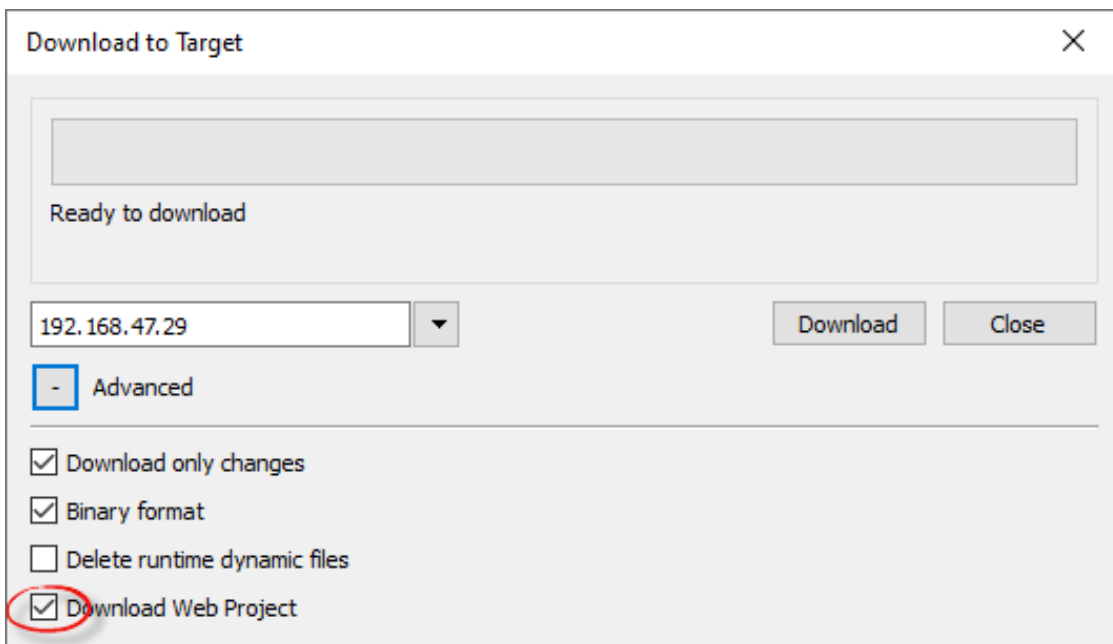 Download to Target
Ready to download
192.168.47.29
Download
Close
- Advanced
Download only changes
Binary format
Delete runtime dynamic files
Download Web Project